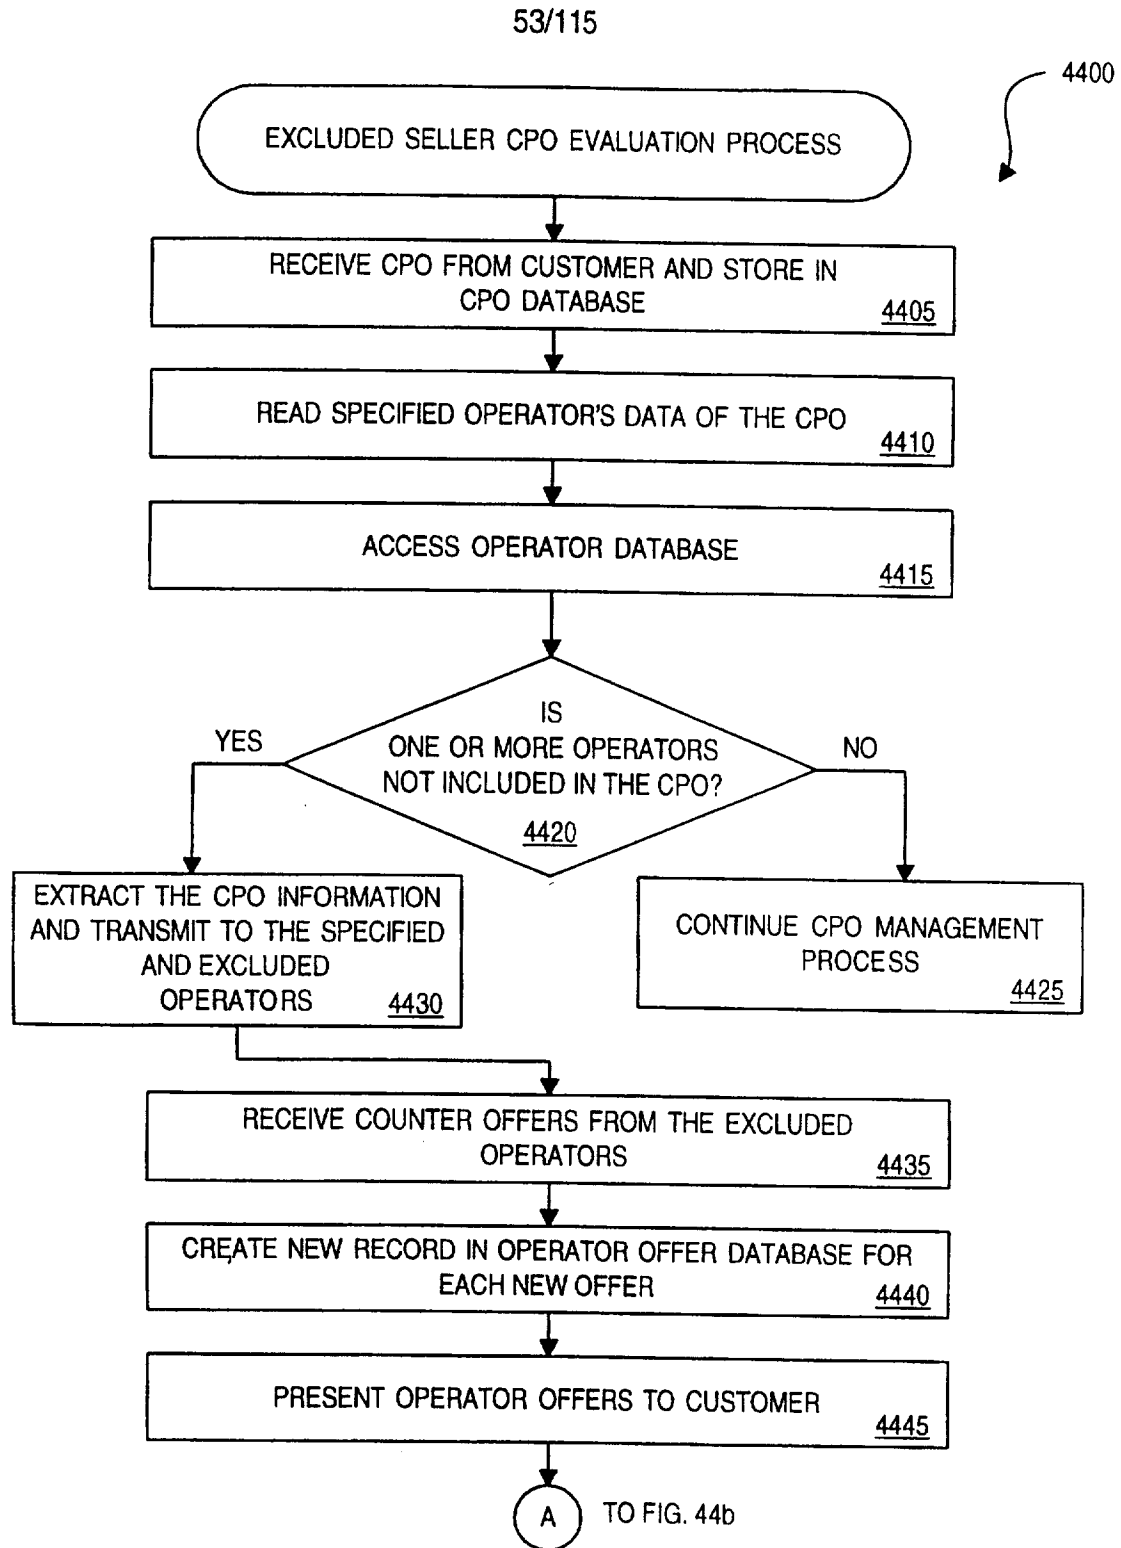 53/115
4400
EXCLUDED SELLER CPO EVALUATION PROCESS
RECEIVE CPO FROM CUSTOMER AND STORE IN
CPO DATABASE
4405
READ SPECIFIED OPERATOR'S DATA OF THE CPO
4410
ACCESS OPERATOR DATABASE
4415
IS
ONE OR MORE OPERATORS
NOT INCLUDED IN THE CPO?
4420
YES
NO
EXTRACT THE CPO INFORMATION
AND TRANSMIT TO THE SPECIFIED
AND EXCLUDED
OPERATORS 4430
CONTINUE CPO MANAGEMENT
PROCESS
4425
RECEIVE COUNTER OFFERS FROM THE EXCLUDED
OPERATORS
4435
CREATE NEW RECORD IN OPERATOR OFFER DATABASE FOR
EACH NEW OFFER
4440
PRESENT OPERATOR OFFERS TO CUSTOMER
4445
A TO FIG. 44b